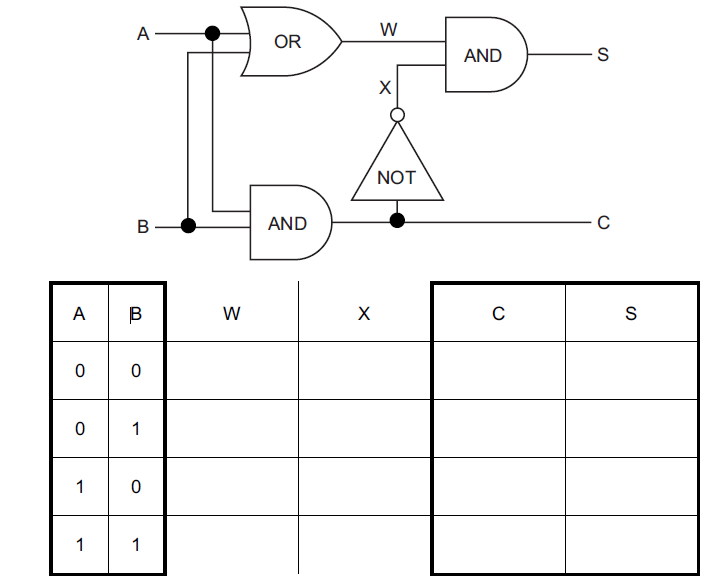 A
OR
W
AND
S
X
NOT
B
AND
C
A B W X C S
0 0
0 1
1 0
1 1